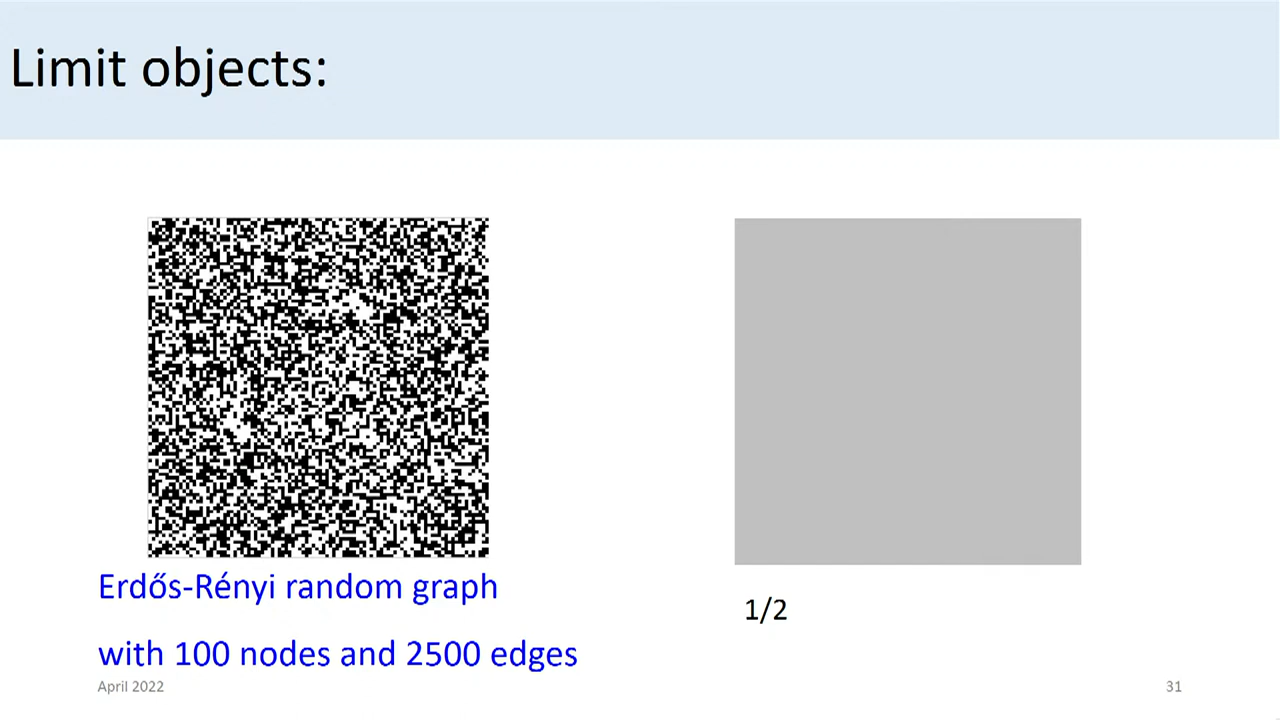 Limit objects:
Erdős-Rényi random graph
with 100 nodes and 2500 edges
1/2
April 2022
31